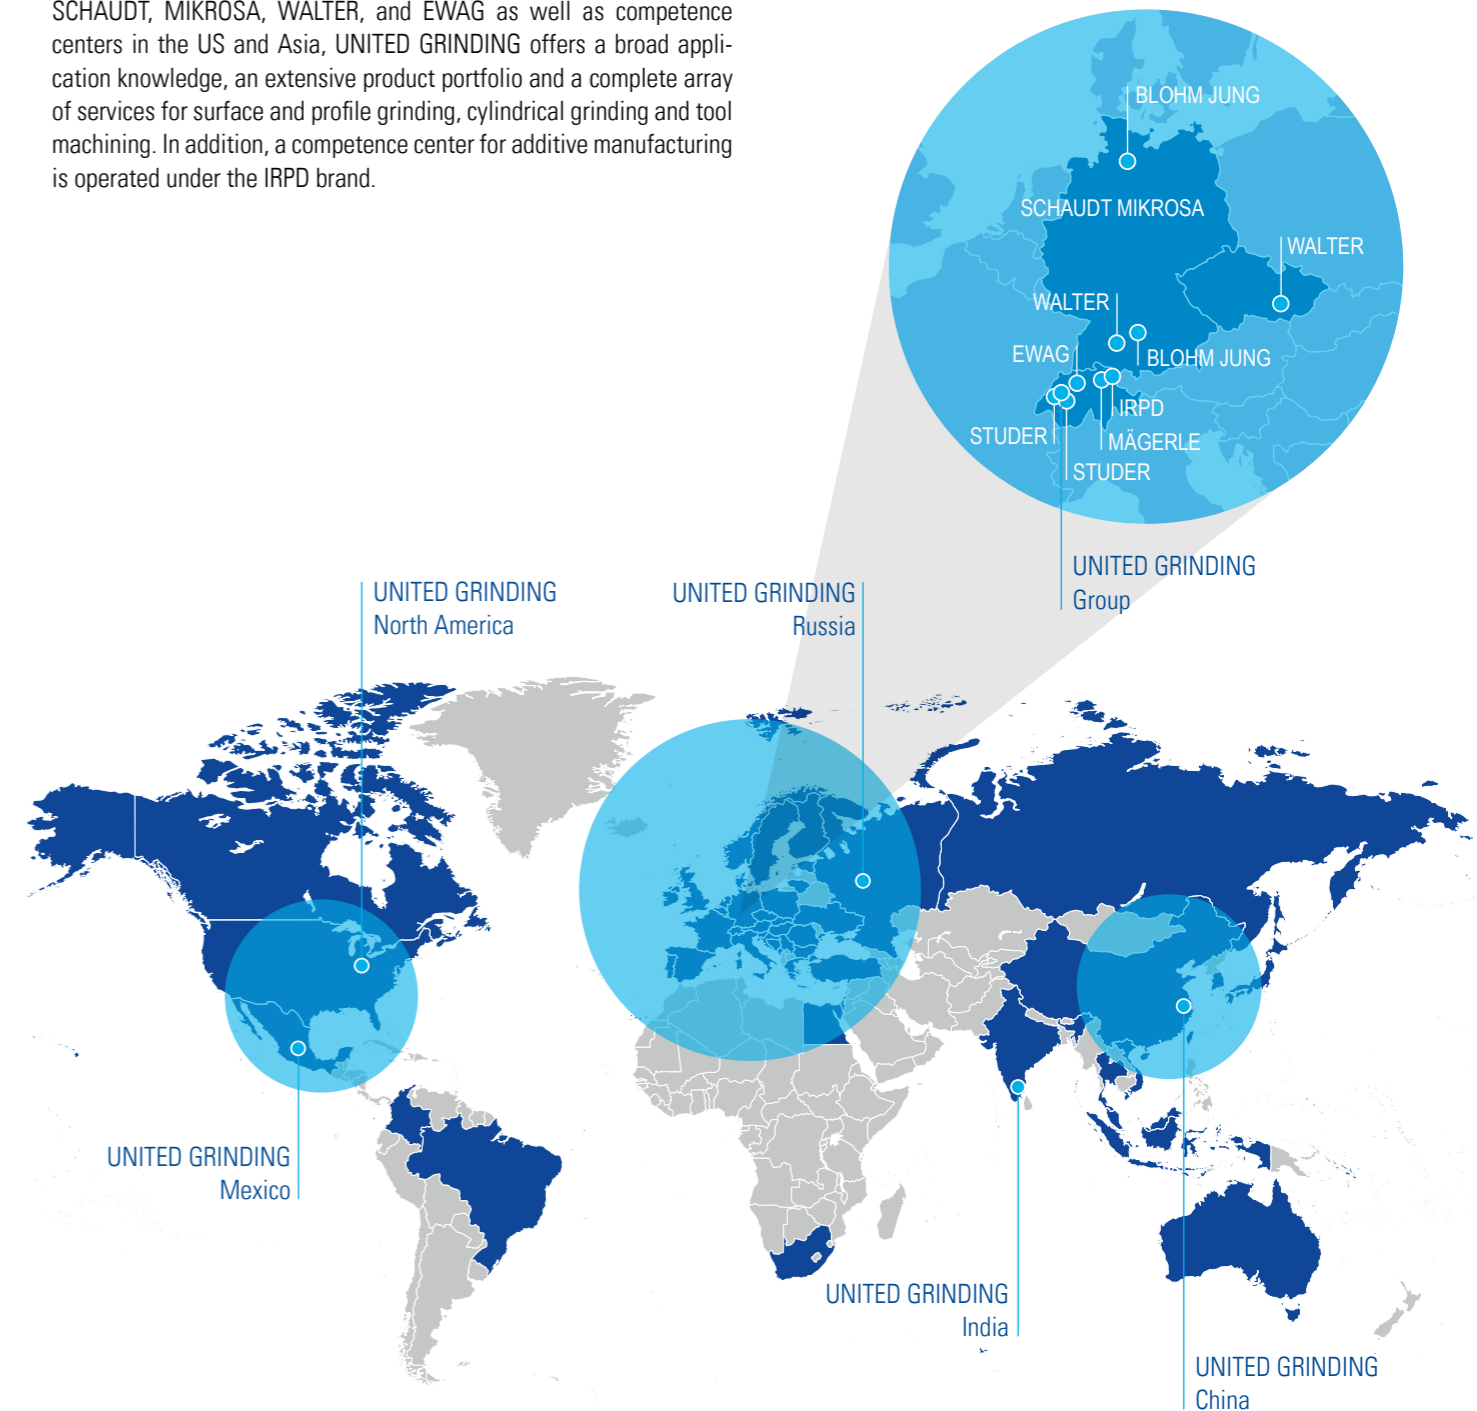 SCHAUDT, MIKROSA, WALTER, and EWAG as well as competence
centers in the US and Asia, UNITED GRINDING offers a broad appli-
cation knowledge, an extensive product portfolio and a complete array
of services for surface and profile grinding, cylindrical grinding and tool
machining. In addition, a competence center for additive manufacturing
is operated under the IRPD brand.
BLOHM JUNG
SCHAUDT MIKROSA
WALTER
WALTER
EWAG
BLOHM JUNG
IRPD
STUDER
MÄGERLE
STUDER
UNITED GRINDING
Group
UNITED GRINDING
North America
UNITED GRINDING
Russia
UNITED GRINDING
Mexico
UNITED GRINDING
India
UNITED GRINDING
China